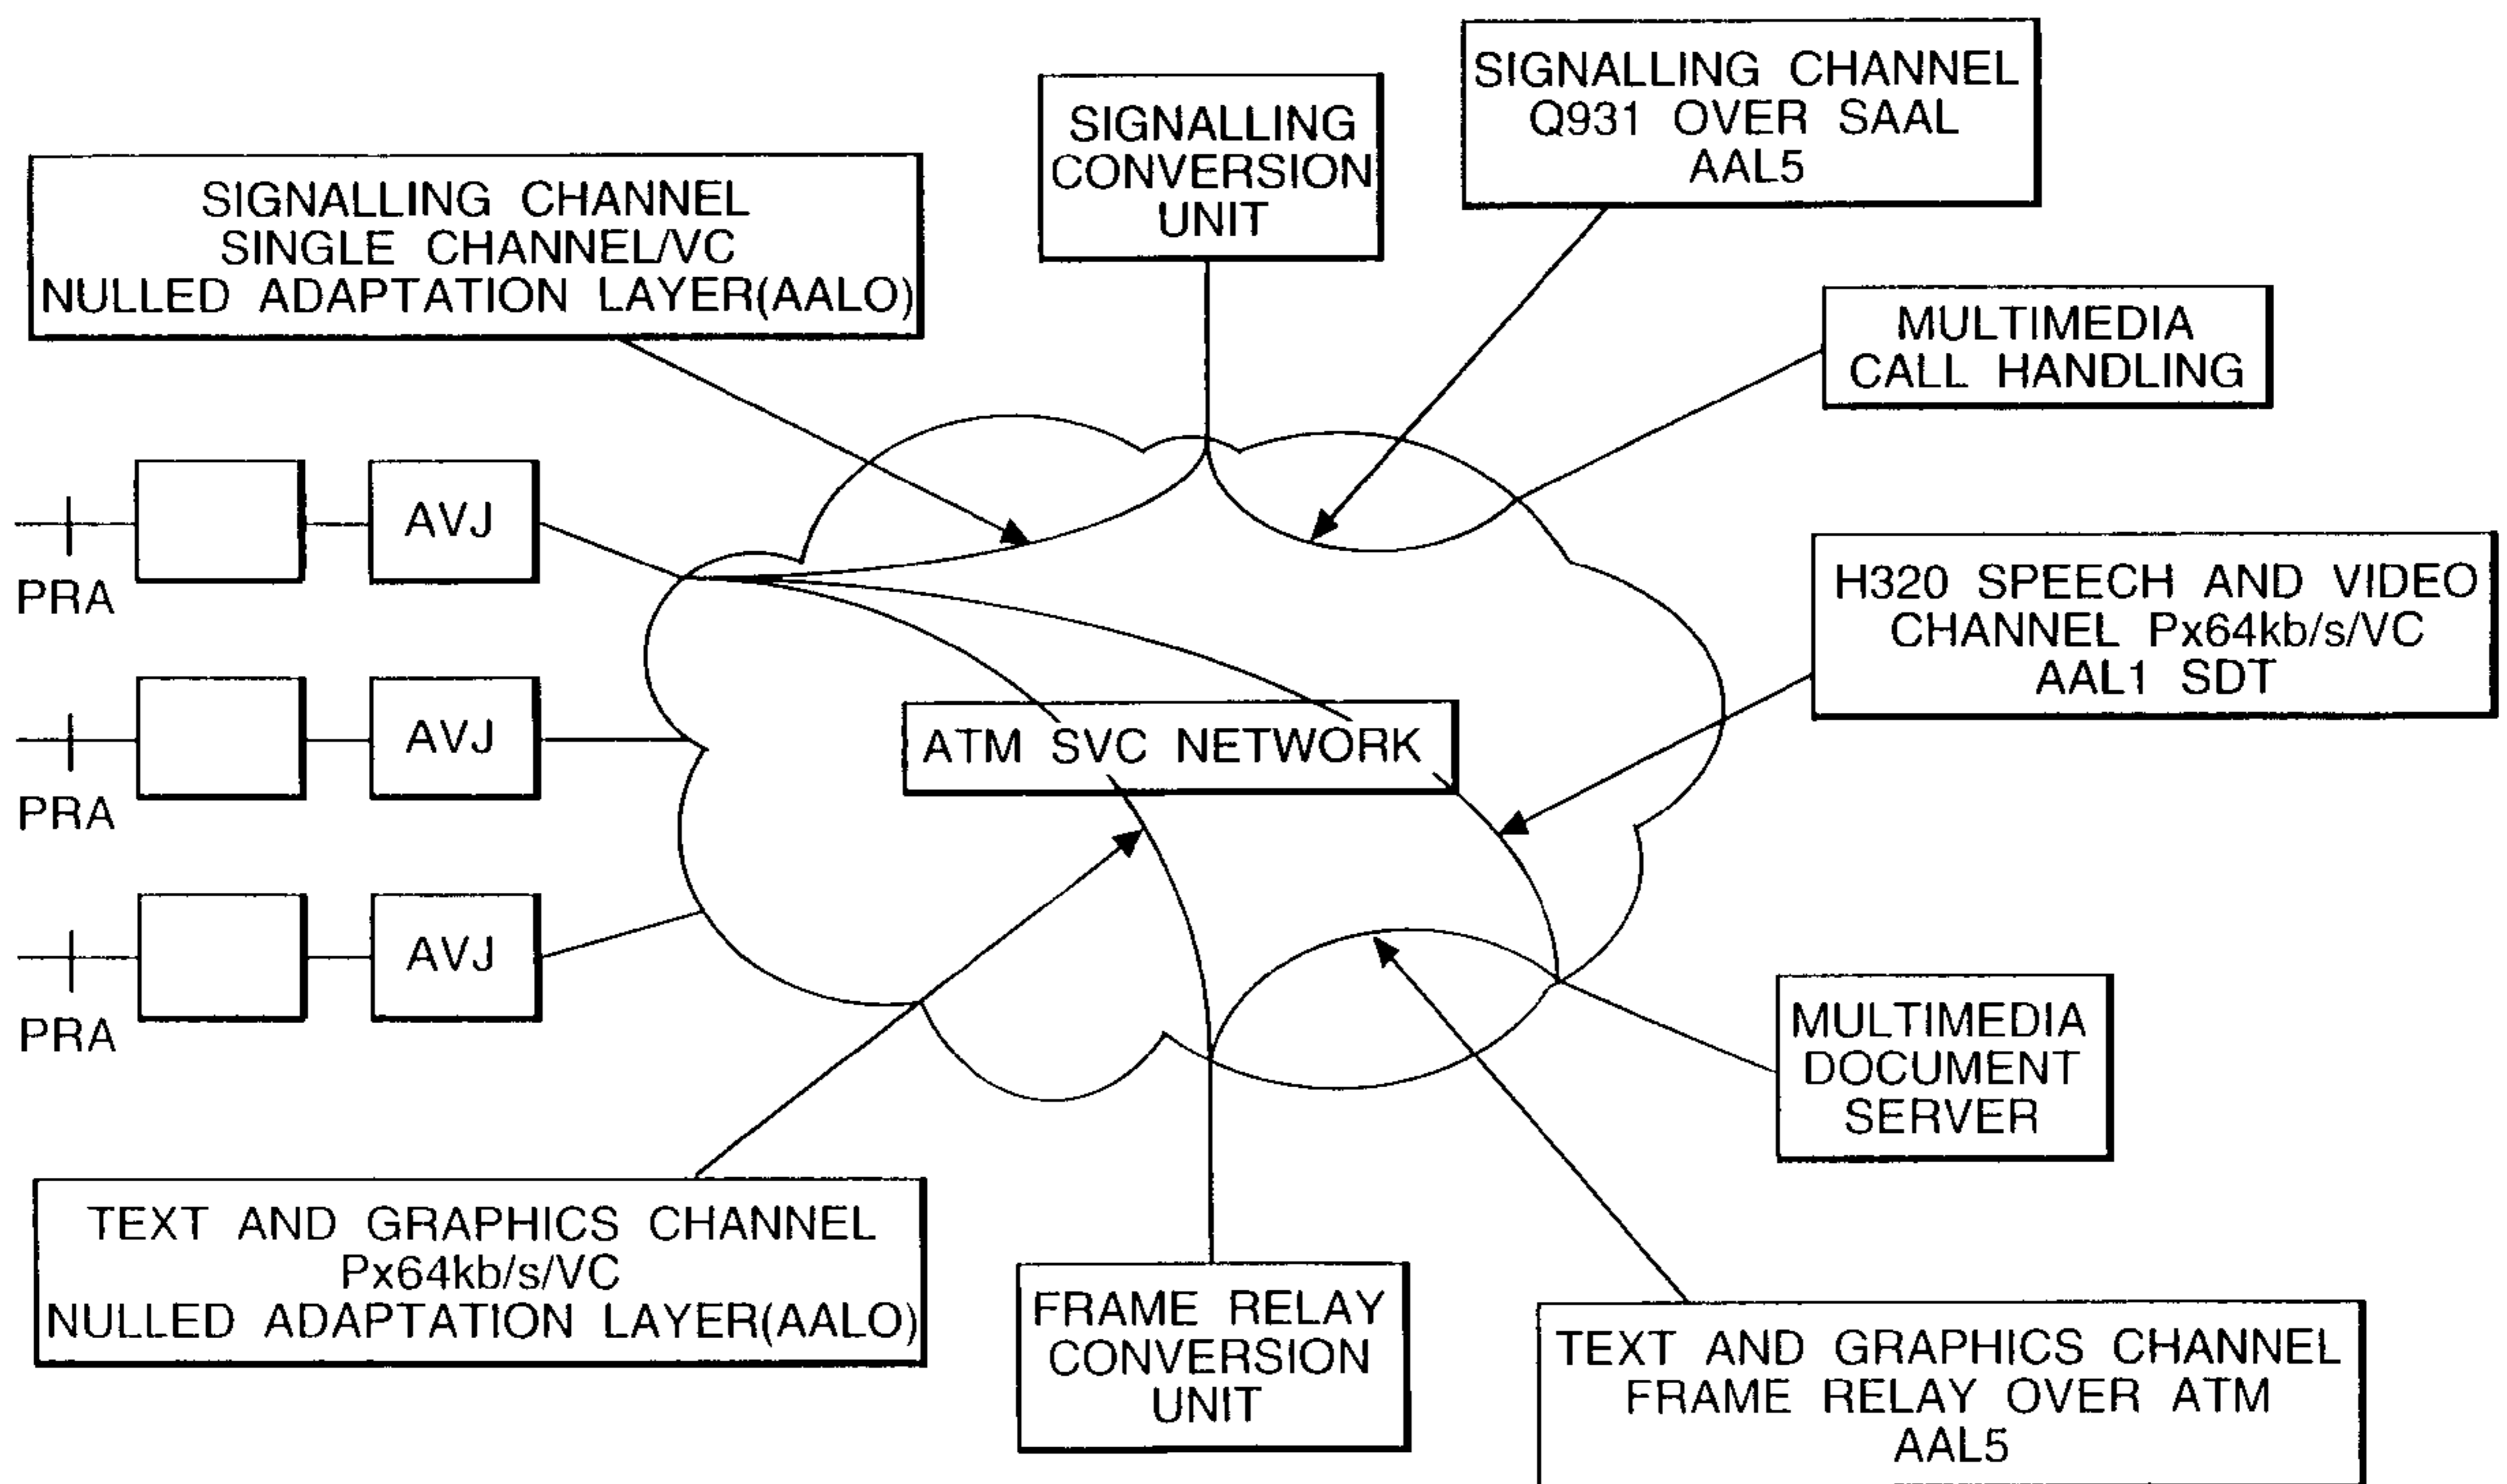 SIGNALLING CHANNEL
Q931 OVER SAAL
AAL5
SIGNALLING
CONVERSION
UNIT
SIGNALLING CHANNEL
SINGLE CHANNEL/VC
NULLED ADAPTATION LAYER(AALO)
MULTIMEDIA
CALL HANDLING
AVJ
PRA
H320 SPEECH AND VIDEO
CHANNEL Px64kb/s/VC
AAL1 SDT
ATM SVC NETWORK
AVJ
PRA
AVJ
PRA
MULTIMEDIA
DOCUMENT
SERVER
TEXT AND GRAPHICS CHANNEL
Px64kb/s/VC
NULLED ADAPTATION LAYER(AALO)
FRAME RELAY
CONVERSION
UNIT
TEXT AND GRAPHICS CHANNEL
FRAME RELAY OVER ATM
AAL5